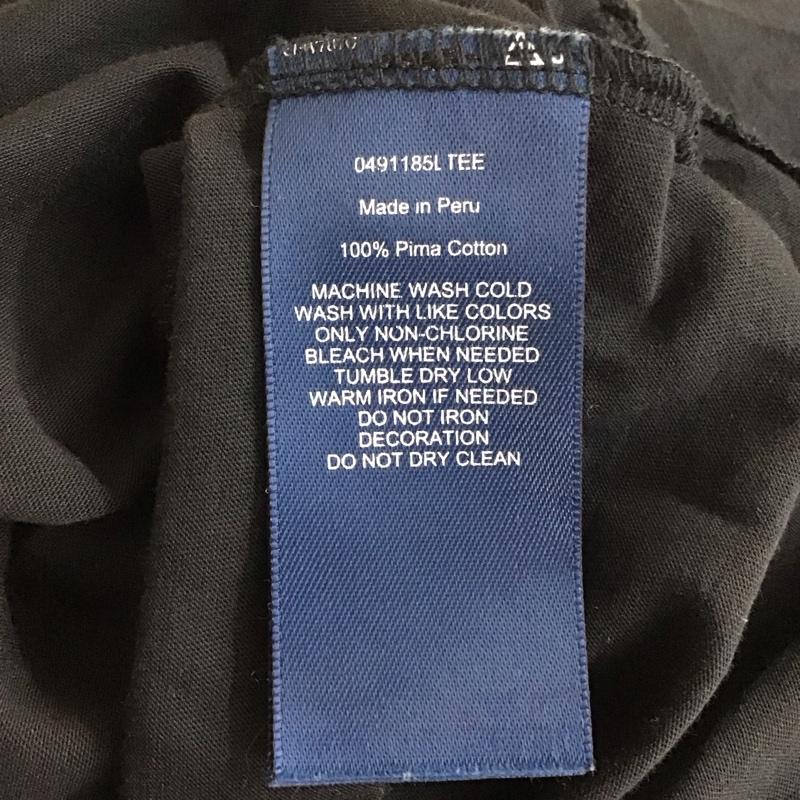 0491185L TEE
Made in Peru
100% Pima Cotton
MACHINE WASH COLD
WASH WITH LIKE COLORS
ONLY NON-CHLORINE
BLEACH WHEN NEEDED
TUMBLE DRY LOW
WARM IRON IF NEEDED
DO NOT IRON
DECORATION
DO NOT DRY CLEAN